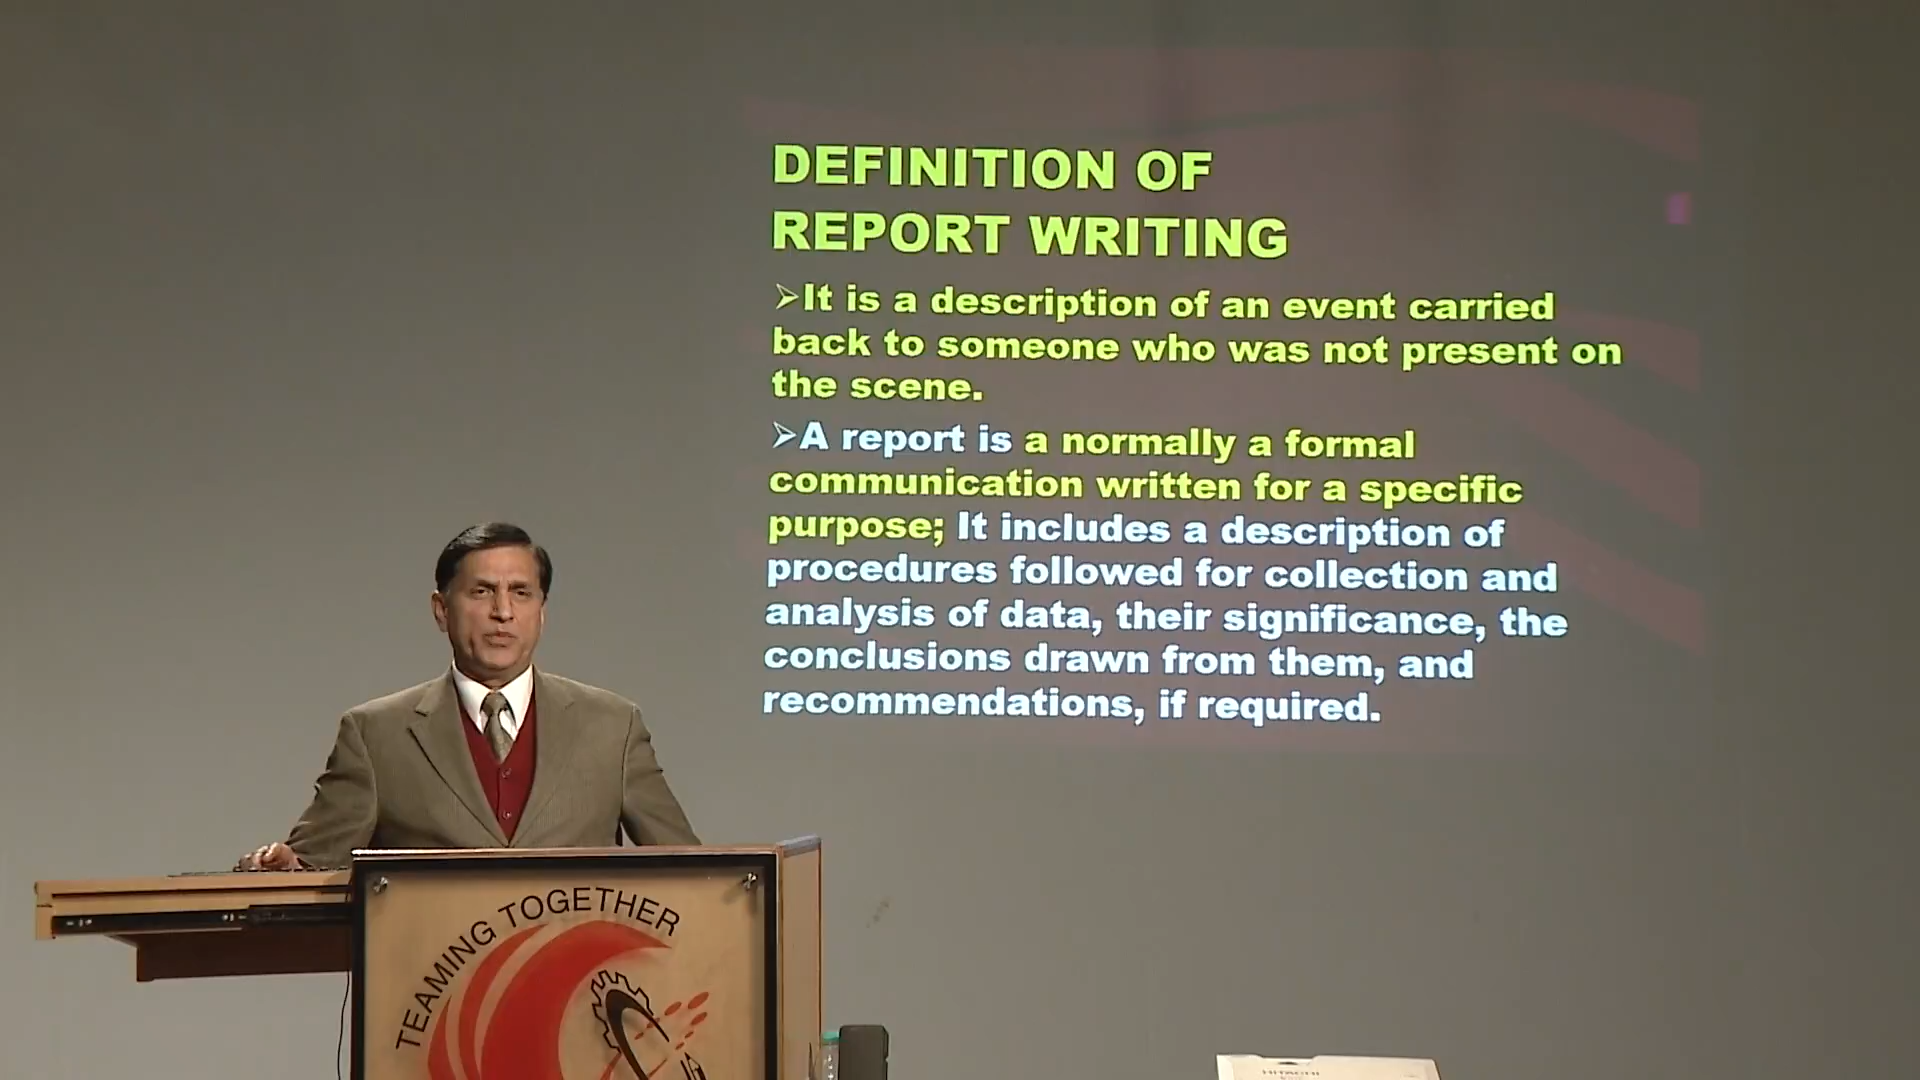 DEFINITION OF
REPORT WRITING
➢It is a description of an event carried
back to someone who was not present on
the scene.
➢A report is a normally a formal
communication written for a specific
purpose; It includes a description of
procedures followed for collection and
analysis of data, their significance, the
conclusions drawn from them, and
recommendations, if required.
TEAMING TOGETHER
HITACHI